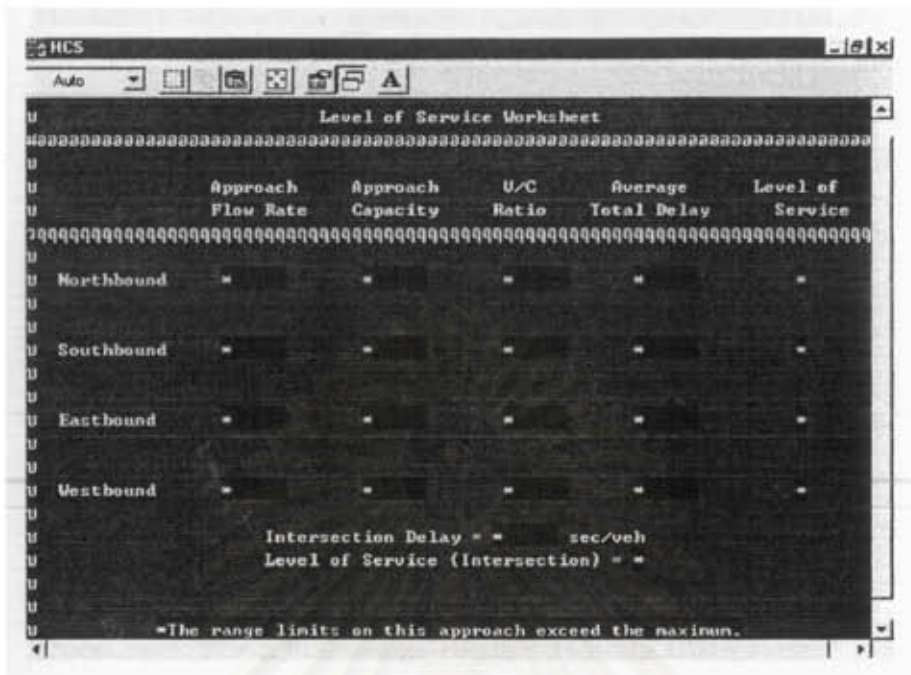 HCS
Auto
A
Level of Service Worksheet
Approach Approach V/C Average Level of
Flow Rate Capacity Ratio Total Delay Service
Northbound * * * * *
Southbound * * * * *
Eastbound * * * * *
Westbound * * * * *
Intersection Delay = * sec/veh
Level of Service (Intersection) = *
*The range limits on this approach exceed the maximum.